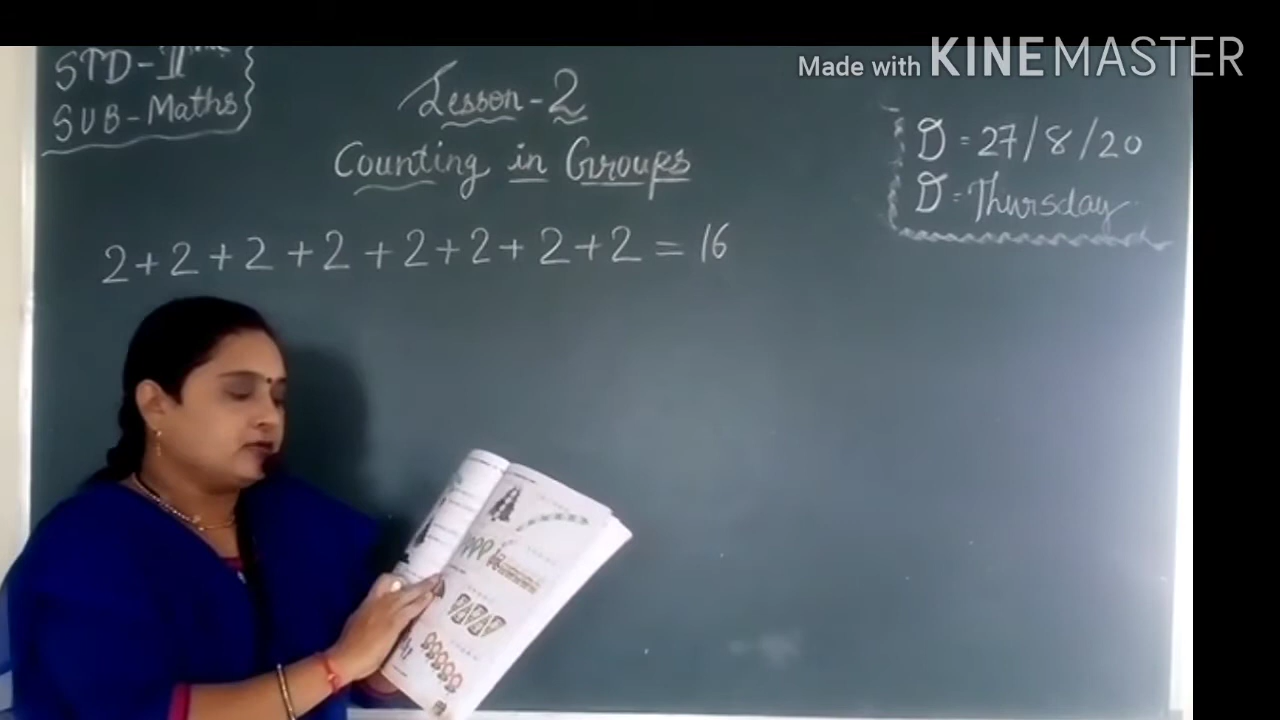 Made with KINEMASTER
STD-II
SUB-Maths
Lesson-2
Counting in Groups
D = 27/8/20
D = Thursday
2+2+2+2+2+2+2+2 = 16